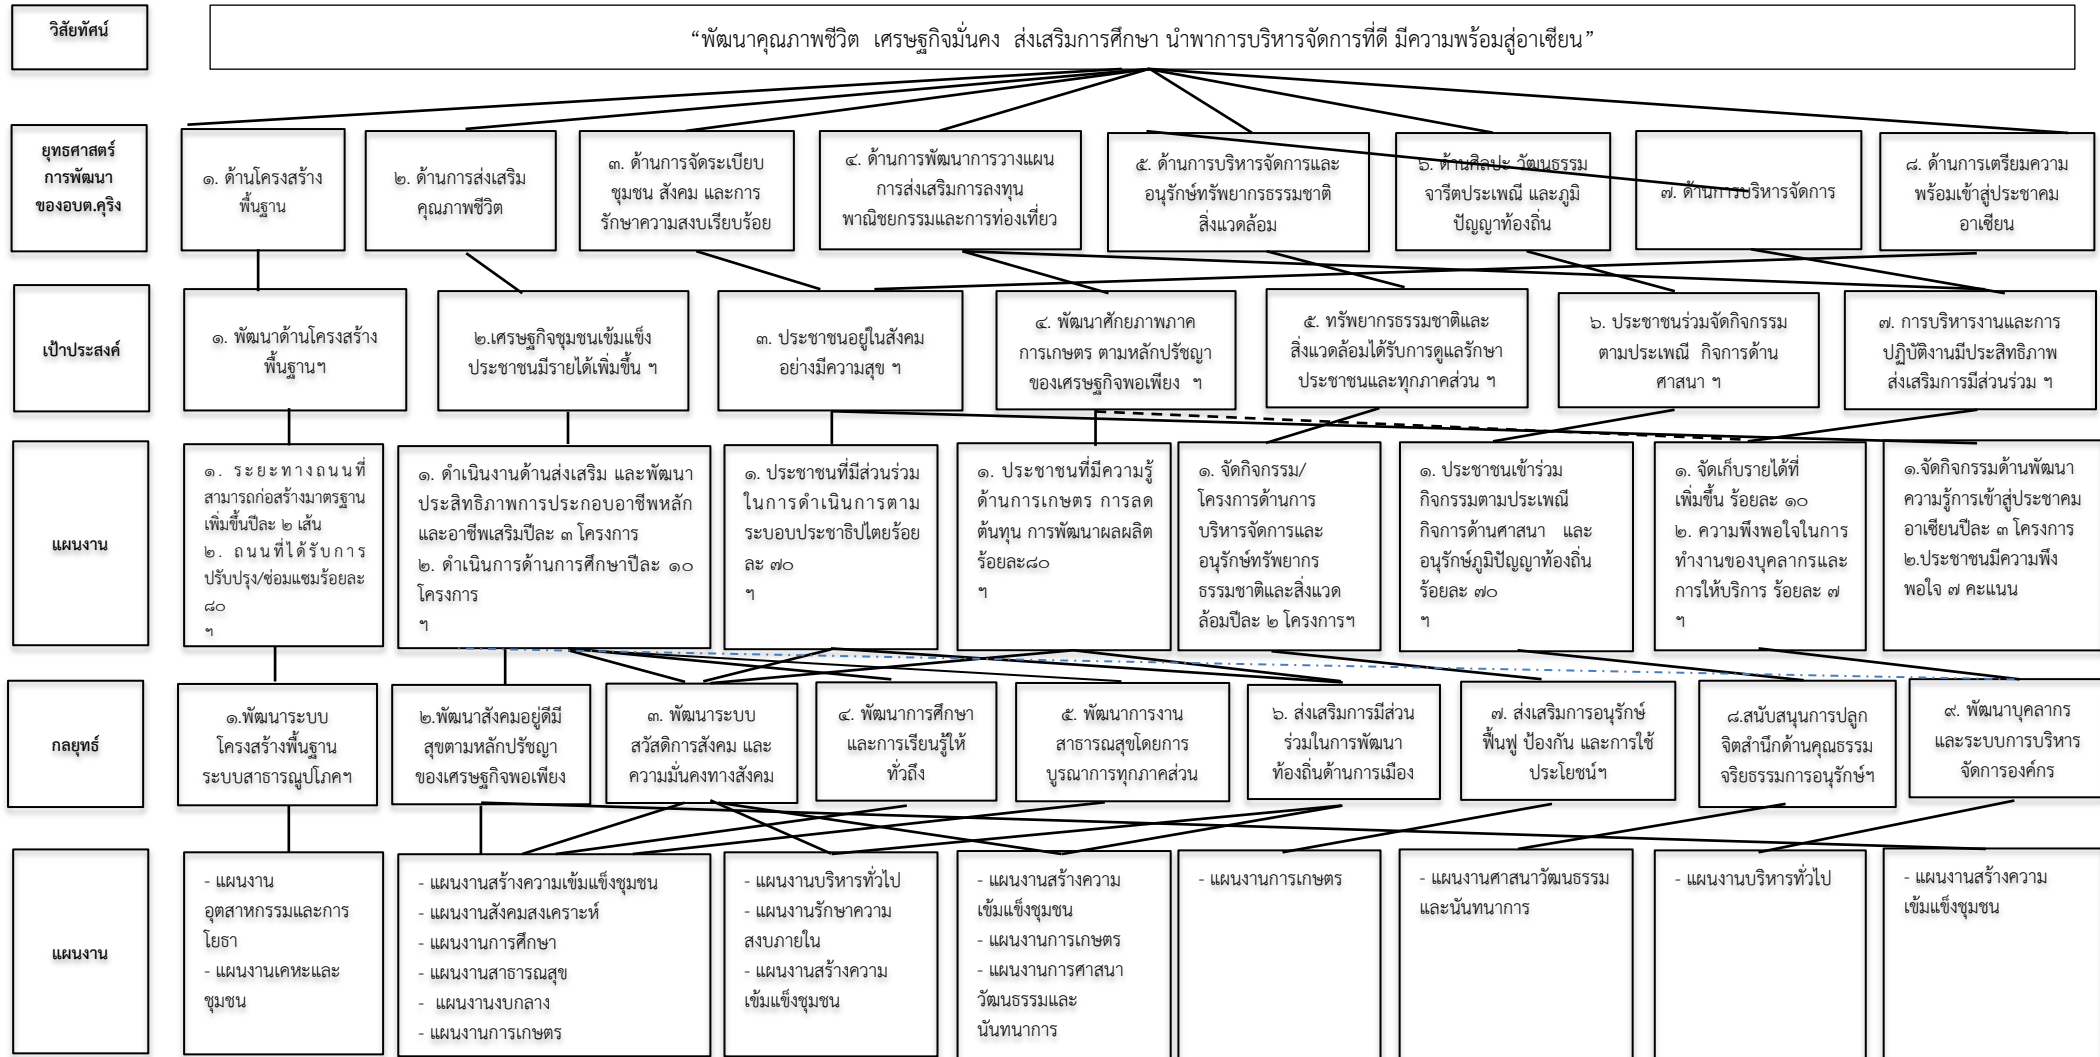 วิสัยทัศน์
“พัฒนาคุณภาพชีวิต เศรษฐกิจมั่นคง ส่งเสริมการศึกษา นำพาการบริหารจัดการที่ดี มีความพร้อมสู่อาเซียน”
ยุทธศาสตร์
การพัฒนา
ของอบต.คุริง
๑. ด้านโครงสร้าง
พื้นฐาน
๒. ด้านการส่งเสริม
คุณภาพชีวิต
๓. ด้านการจัดระเบียบ
ชุมชน สังคม และการ
รักษาความสงบเรียบร้อย
๔. ด้านการพัฒนาการวางแผน
การส่งเสริมการลงทุน
พาณิชยกรรมและการท่องเที่ยว
๕. ด้านการบริหารจัดการและ
อนุรักษ์ทรัพยากรธรรมชาติ
สิ่งแวดล้อม
๖. ด้านศิลปะ วัฒนธรรม
จารีตประเพณี และภูมิ
ปัญญาท้องถิ่น
๗. ด้านการบริหารจัดการ
๘. ด้านการเตรียมความ
พร้อมเข้าสู่ประชาคม
อาเซียน
เป้าประสงค์
๑. พัฒนาด้านโครงสร้าง
พื้นฐานฯ
๒.เศรษฐกิจชุมชนเข้มแข็ง
ประชาชนมีรายได้เพิ่มขึ้น ฯ
๓. ประชาชนอยู่ในสังคม
อย่างมีความสุข ฯ
๔. พัฒนาศักยภาพภาค
การเกษตร ตามหลักปรัชญา
ของเศรษฐกิจพอเพียง ฯ
๕. ทรัพยากรธรรมชาติและ
สิ่งแวดล้อมได้รับการดูแลรักษา
ประชาชนและทุกภาคส่วน ฯ
๖. ประชาชนร่วมจัดกิจกรรม
ตามประเพณี กิจการด้าน
ศาสนา ฯ
๗. การบริหารงานและการ
ปฏิบัติงานมีประสิทธิภาพ
ส่งเสริมการมีส่วนร่วม ฯ
แผนงาน
๑. ระยะทางถนนที่
สามารถก่อสร้างมาตรฐาน
เพิ่มขึ้นปีละ ๒ เส้น
๒. ถนนที่ได้รับการ
ปรับปรุง/ซ่อมแซมร้อยละ
๘๐
ฯ
๑. ดำเนินงานด้านส่งเสริม และพัฒนา
ประสิทธิภาพการประกอบอาชีพหลัก
และอาชีพเสริมปีละ ๓ โครงการ
๒. ดำเนินการด้านการศึกษาปีละ ๑๐
โครงการ
ฯ
๑. ประชาชนที่มีส่วนร่วม
ในการดำเนินการตาม
ระบอบประชาธิปไตยร้อย
ละ ๗๐
ฯ
๑. ประชาชนที่มีความรู้
ด้านการเกษตร การลด
ต้นทุน การพัฒนาผลผลิต
ร้อยละ๘๐
ฯ
๑. จัดกิจกรรม/
โครงการด้านการ
บริหารจัดการและ
อนุรักษ์ทรัพยากร
ธรรมชาติและสิ่งแวด
ล้อมปีละ ๒ โครงการฯ
๑. ประชาชนเข้าร่วม
กิจกรรมตามประเพณี
กิจการด้านศาสนา และ
อนุรักษ์ภูมิปัญญาท้องถิ่น
ร้อยละ ๗๐
ฯ
๑. จัดเก็บรายได้ที่
เพิ่มขึ้น ร้อยละ ๑๐
๒. ความพึงพอใจในการ
ทำงานของบุคลากรและ
การให้บริการ ร้อยละ ๗
ฯ
๑.จัดกิจกรรมด้านพัฒนา
ความรู้การเข้าสู่ประชาคม
อาเซียนปีละ ๓ โครงการ
๒.ประชาชนมีความพึง
พอใจ ๗ คะแนน
กลยุทธ์
๑.พัฒนาระบบ
โครงสร้างพื้นฐาน
ระบบสาธารณูปโภคฯ
๒.พัฒนาสังคมอยู่ดีมี
สุขตามหลักปรัชญา
ของเศรษฐกิจพอเพียง
๓. พัฒนาระบบ
สวัสดิการสังคม และ
ความมั่นคงทางสังคม
๔. พัฒนาการศึกษา
และการเรียนรู้ให้
ทั่วถึง
๕. พัฒนาการงาน
สาธารณสุขโดยการ
บูรณาการทุกภาคส่วน
๖. ส่งเสริมการมีส่วน
ร่วมในการพัฒนา
ท้องถิ่นด้านการเมือง
๗. ส่งเสริมการอนุรักษ์
ฟื้นฟู ป้องกัน และการใช้
ประโยชน์ฯ
๘.สนับสนุนการปลูก
จิตสำนึกด้านคุณธรรม
จริยธรรมการอนุรักษ์ฯ
๙. พัฒนาบุคลากร
และระบบการบริหาร
จัดการองค์กร
แผนงาน
- แผนงาน
อุตสาหกรรมและการ
โยธา
- แผนงานเคหะและ
ชุมชน
- แผนงานสร้างความเข้มแข็งชุมชน
- แผนงานสังคมสงเคราะห์
- แผนงานการศึกษา
- แผนงานสาธารณสุข
- แผนงานงบกลาง
- แผนงานการเกษตร
- แผนงานบริหารทั่วไป
- แผนงานรักษาความ
สงบภายใน
- แผนงานสร้างความ
เข้มแข็งชุมชน
- แผนงานสร้างความ
เข้มแข็งชุมชน
- แผนงานการเกษตร
- แผนงานการศาสนา
วัฒนธรรมและ
นันทนาการ
- แผนงานการเกษตร
- แผนงานศาสนาวัฒนธรรม
และนันทนาการ
- แผนงานบริหารทั่วไป
- แผนงานสร้างความ
เข้มแข็งชุมชน